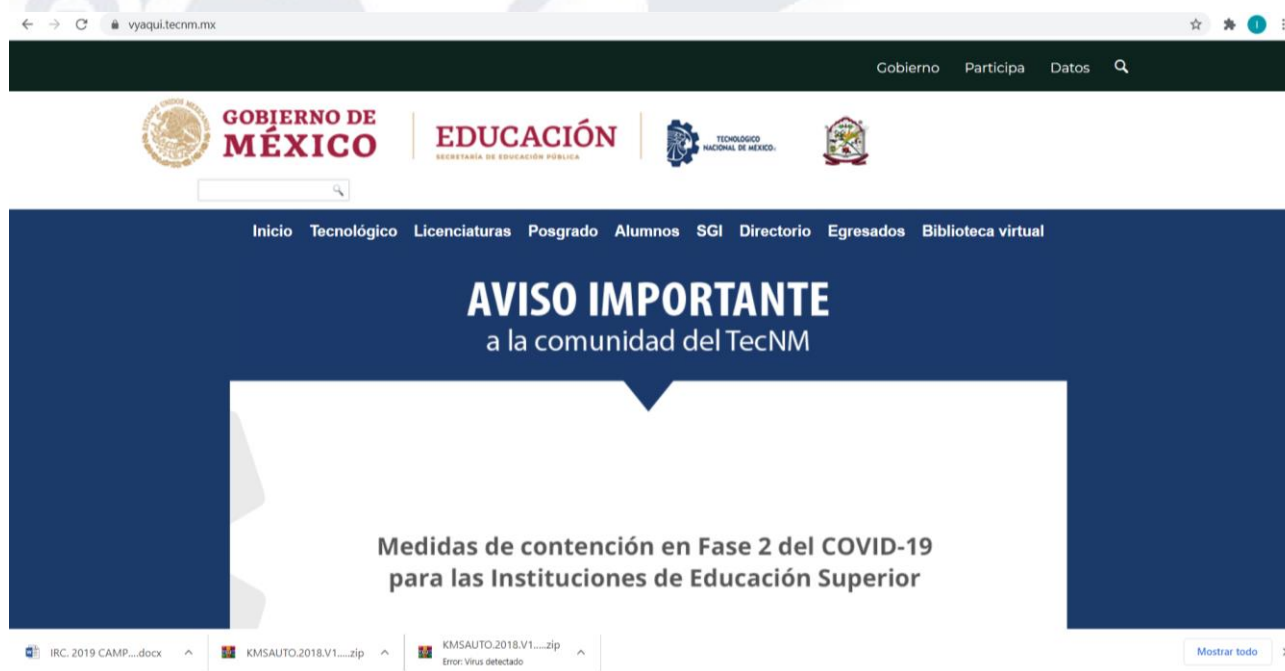 vyaqui.tecnm.mx
Gobierno Participa Datos
GOBIERNO DE
MÉXICO
EDUCACIÓN
SECRETARÍA DE EDUCACIÓN PÚBLICA
TECNOLÓGICO
NACIONAL DE MÉXICO
Inicio Tecnológico Licenciaturas Posgrado Alumnos SGI Directorio Egresados Biblioteca virtual
AVISO IMPORTANTE
a la comunidad del TecNM
Medidas de contención en Fase 2 del COVID-19
para las Instituciones de Educación Superior
IRC. 2019 CAMP....docx
KMSAUTO.2018.V1.....zip
KMSAUTO.2018.V1.....zip
Error: Virus detectado
Mostrar todo